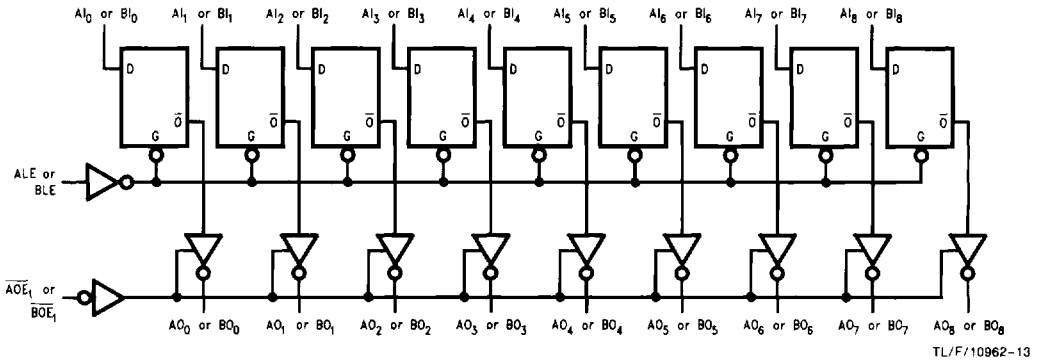 AI₀ or BI₀ AI₁ or BI₁ AI₂ or BI₂ AI₃ or BI₃ AI₄ or BI₄ AI₅ or BI₅ AI₆ or BI₆ AI₇ or BI₇ AI₈ or BI₈
D D D D D D D D D
O̅ O̅ O̅ O̅ O̅ O̅ O̅ O̅ O̅
G G G G G G G G G
ALE or
BLE
A̅O̅E̅₁ or
B̅O̅E̅₁
AO₀ or BO₀ AO₁ or BO₁ AO₂ or BO₂ AO₃ or BO₃ AO₄ or BO₄ AO₅ or BO₅ AO₆ or BO₆ AO₇ or BO₇ AO₈ or BO₈
TL/F/10962-13